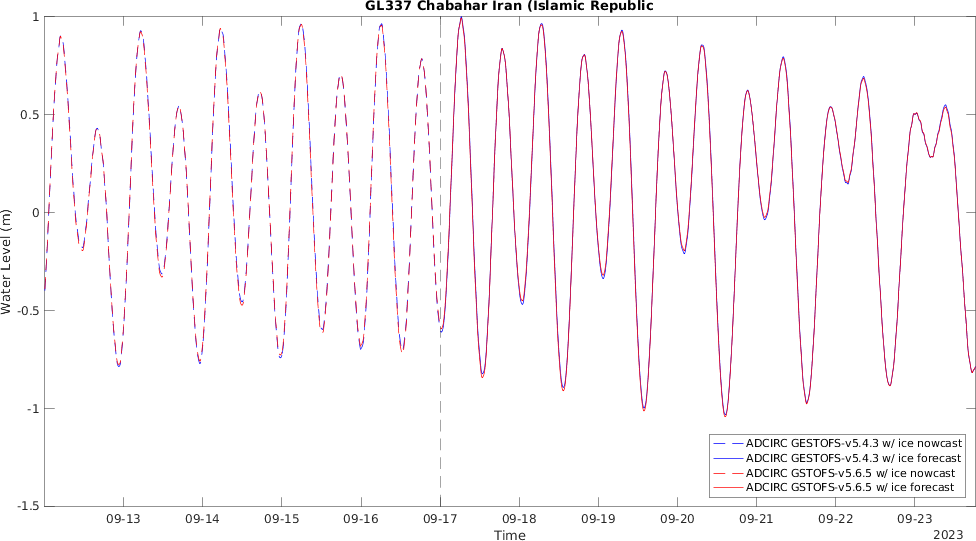 GL337 Chabahar Iran (Islamic Republic
Water Level (m)
1
0.5
0
-0.5
-1
-1.5
09-13
09-14
09-15
09-16
09-17
09-18
09-19
09-20
09-21
09-22
09-23
Time
2023
ADCIRC GESTOFS-v5.4.3 w/ ice nowcast
ADCIRC GESTOFS-v5.4.3 w/ ice forecast
ADCIRC GSTOFS-v5.6.5 w/ ice nowcast
ADCIRC GSTOFS-v5.6.5 w/ ice forecast